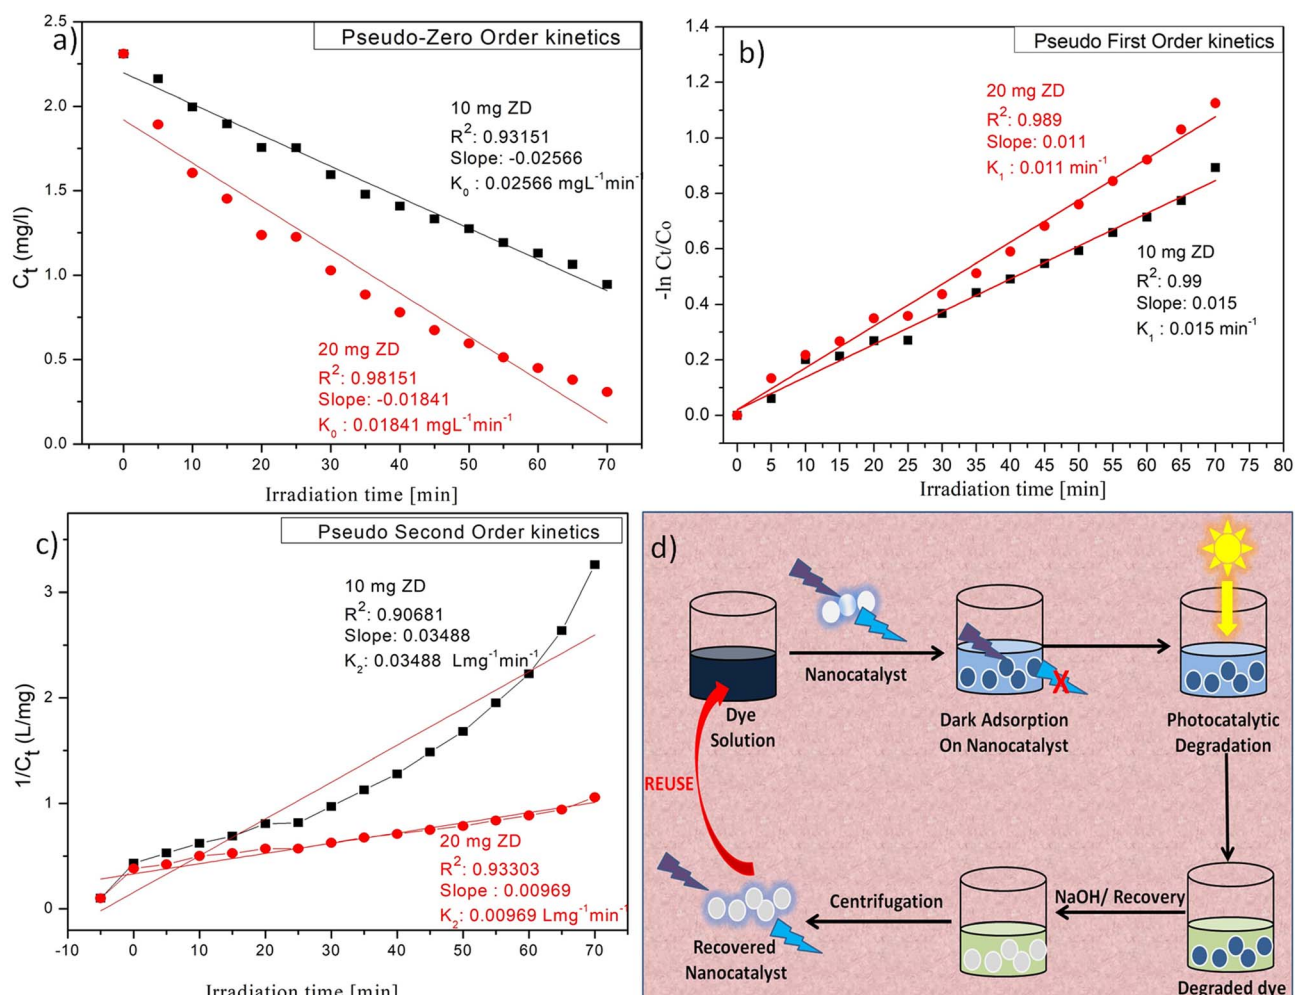 a)
Pseudo-Zero Order kinetics
2.5
2.0
1.5
1.0
0.5
0.0
C_t (mg/l)
10 mg ZD
R²: 0.93151
Slope: -0.02566
K₀ : 0.02566 mgL⁻¹min⁻¹
20 mg ZD
R²: 0.98151
Slope: -0.01841
K₀ : 0.01841 mgL⁻¹min⁻¹
0 10 20 30 40 50 60 70
Irradiation time [min]
b)
Pseudo First Order kinetics
1.4
1.2
1.0
0.8
0.6
0.4
0.2
0.0
-ln Ct/Co
20 mg ZD
R²: 0.989
Slope: 0.011
K₁ : 0.011 min⁻¹
10 mg ZD
R²: 0.99
Slope: 0.015
K₁ : 0.015 min⁻¹
0 5 10 15 20 25 30 35 40 45 50 55 60 65 70 75 80
Irradiation time [min]
c)
Pseudo Second Order kinetics
3
2
1
0
1/C_t (L/mg)
10 mg ZD
R²: 0.90681
Slope: 0.03488
K₂: 0.03488 Lmg⁻¹min⁻¹
20 mg ZD
R²: 0.93303
Slope : 0.00969
K₂: 0.00969 Lmg⁻¹min⁻¹
-10 0 10 20 30 40 50 60 70
Irradiation time [min]
d)
Nanocatalyst
Dye
Solution
Dark Adsorption
On Nanocatalyst
X
Photocatalytic
Degradation
REUSE
Recovered
Nanocatalyst
Centrifugation
NaOH/ Recovery
Degraded dye